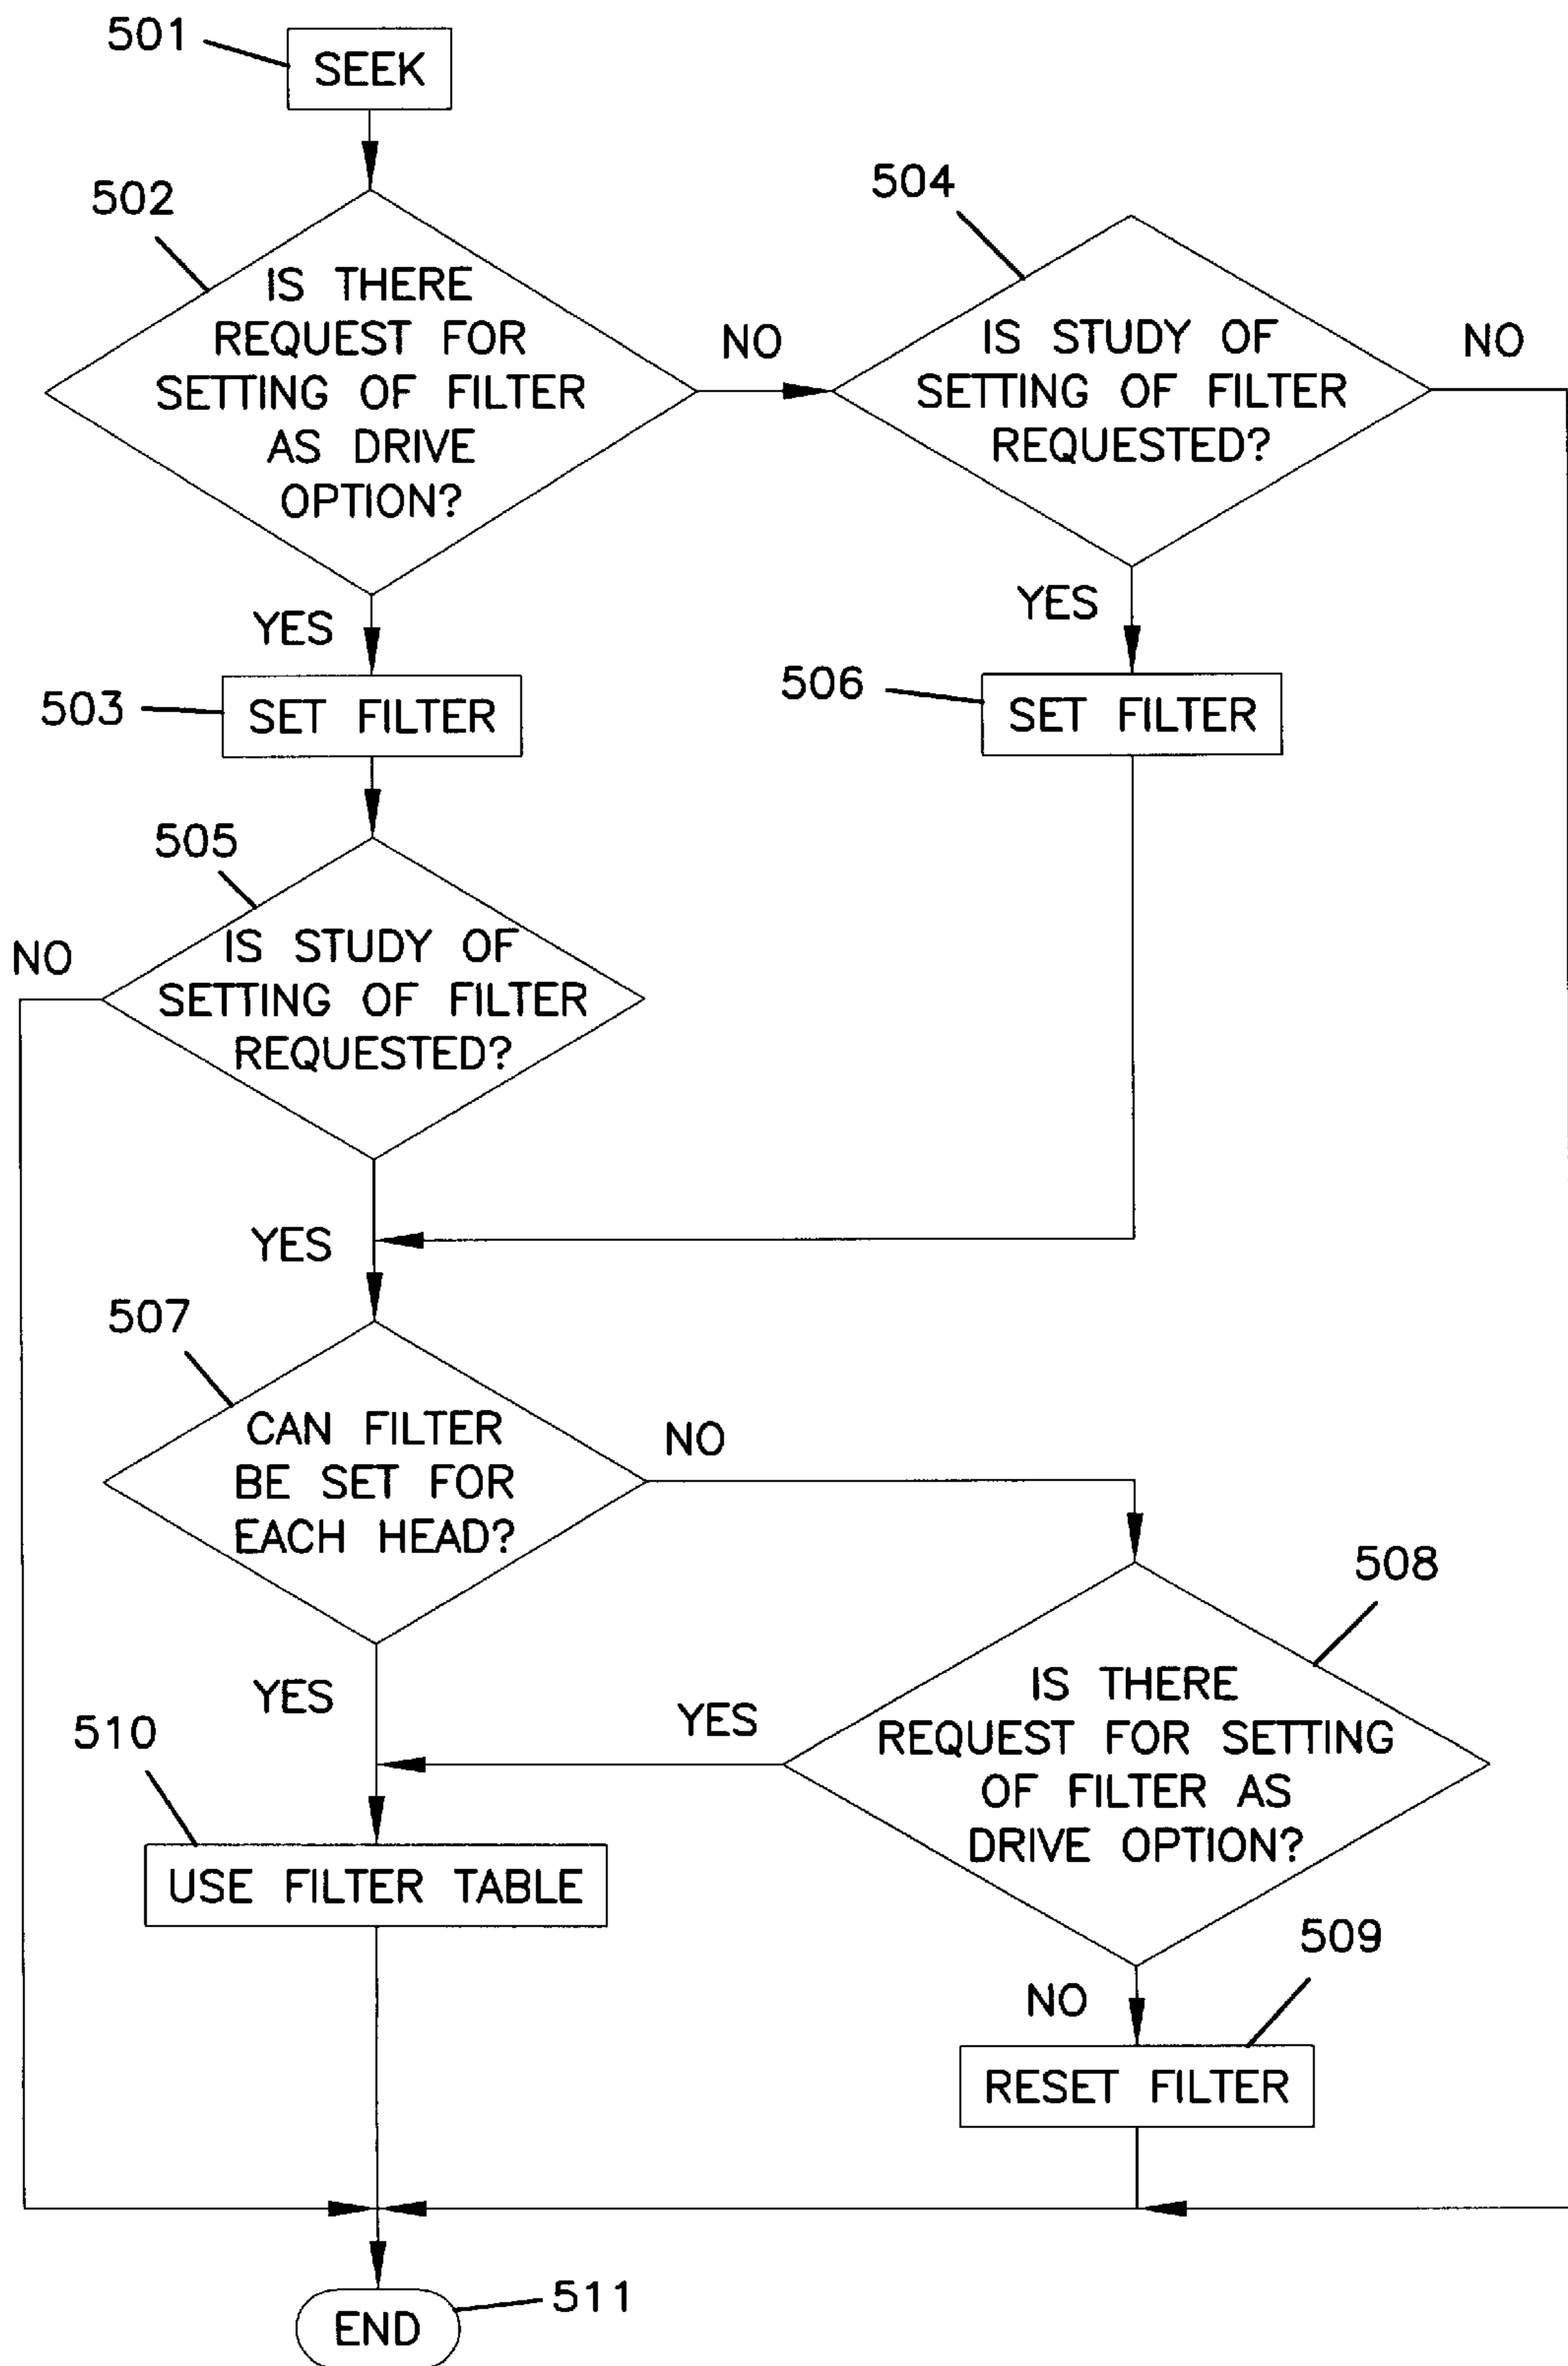 501
SEEK
502
IS THERE
REQUEST FOR
SETTING OF FILTER
AS DRIVE
OPTION?
NO
504
IS STUDY OF
SETTING OF FILTER
REQUESTED?
NO
YES
503
SET FILTER
YES
506
SET FILTER
505
IS STUDY OF
SETTING OF FILTER
REQUESTED?
NO
YES
507
CAN FILTER
BE SET FOR
EACH HEAD?
NO
YES
508
IS THERE
REQUEST FOR SETTING
OF FILTER AS
DRIVE OPTION?
YES
510
USE FILTER TABLE
NO
509
RESET FILTER
END
511